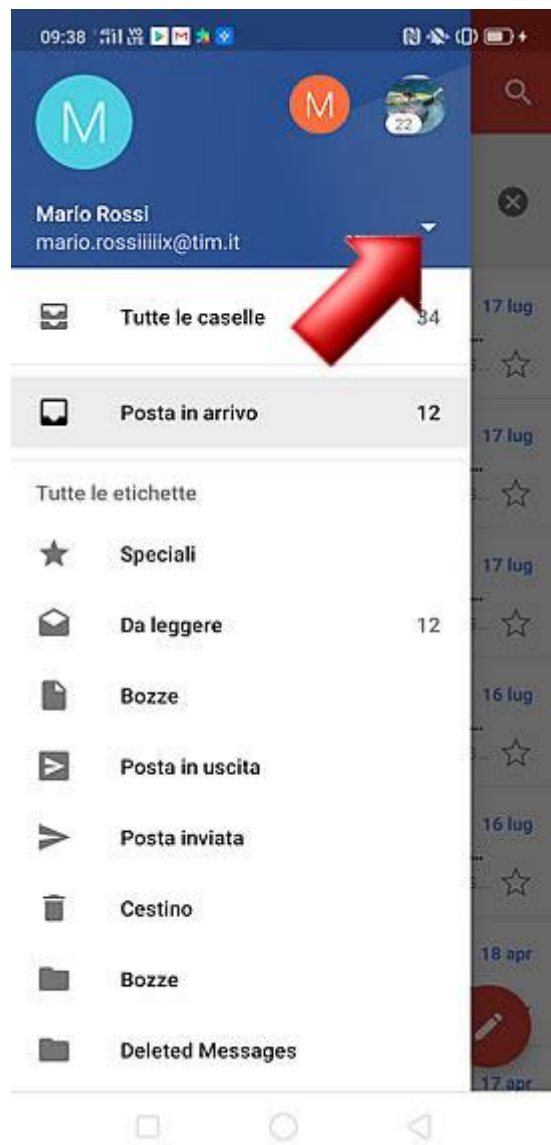 09:38
M
M
22
Mario Rossi
mario.rossiiiiix@tim.it
Tutte le caselle 34
17 lug
Posta in arrivo 12
17 lug
Tutte le etichette
Speciali
17 lug
Da leggere 12
Bozze
16 lug
Posta in uscita
Posta inviata
16 lug
Cestino
18 apr
Bozze
Deleted Messages
17 apr